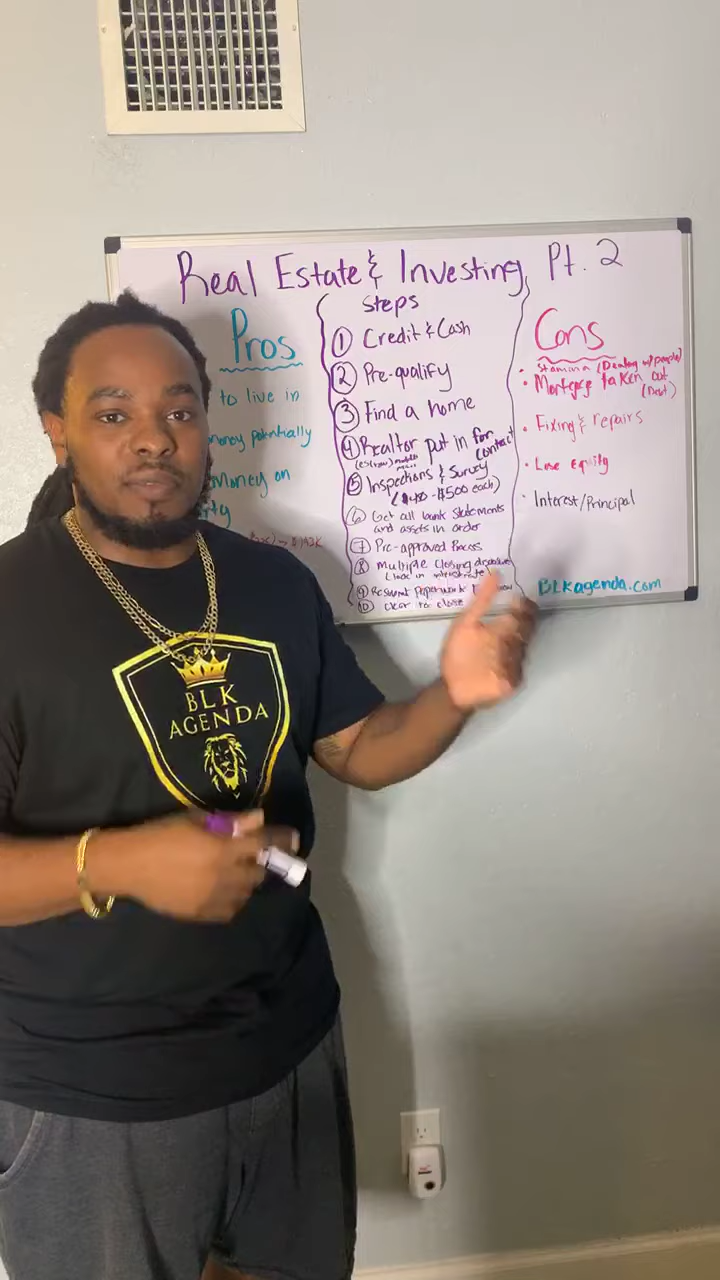 Real Estate & Investing Pt. 2
Pros
to live in
money potentially
Money on
Steps
① Credit & Cash
② Pre-qualify
③ Find a home
④ Realtor put in for contract
(escrow)
⑤ Inspections & Survey
-$500 each)
⑥ Get all bank statements
and assets in order
⑦ Pre-approved Process
⑧ Multiple closing
Lock in
⑨ paperwork
⑩ Clear to close
Cons
• Stamina (Dealing w/people)
• Mortgage taken out
(Debt)
• Fixing & repairs
• Lose equity
• Interest/Principal
BLKagenda.com
BLK
AGENDA